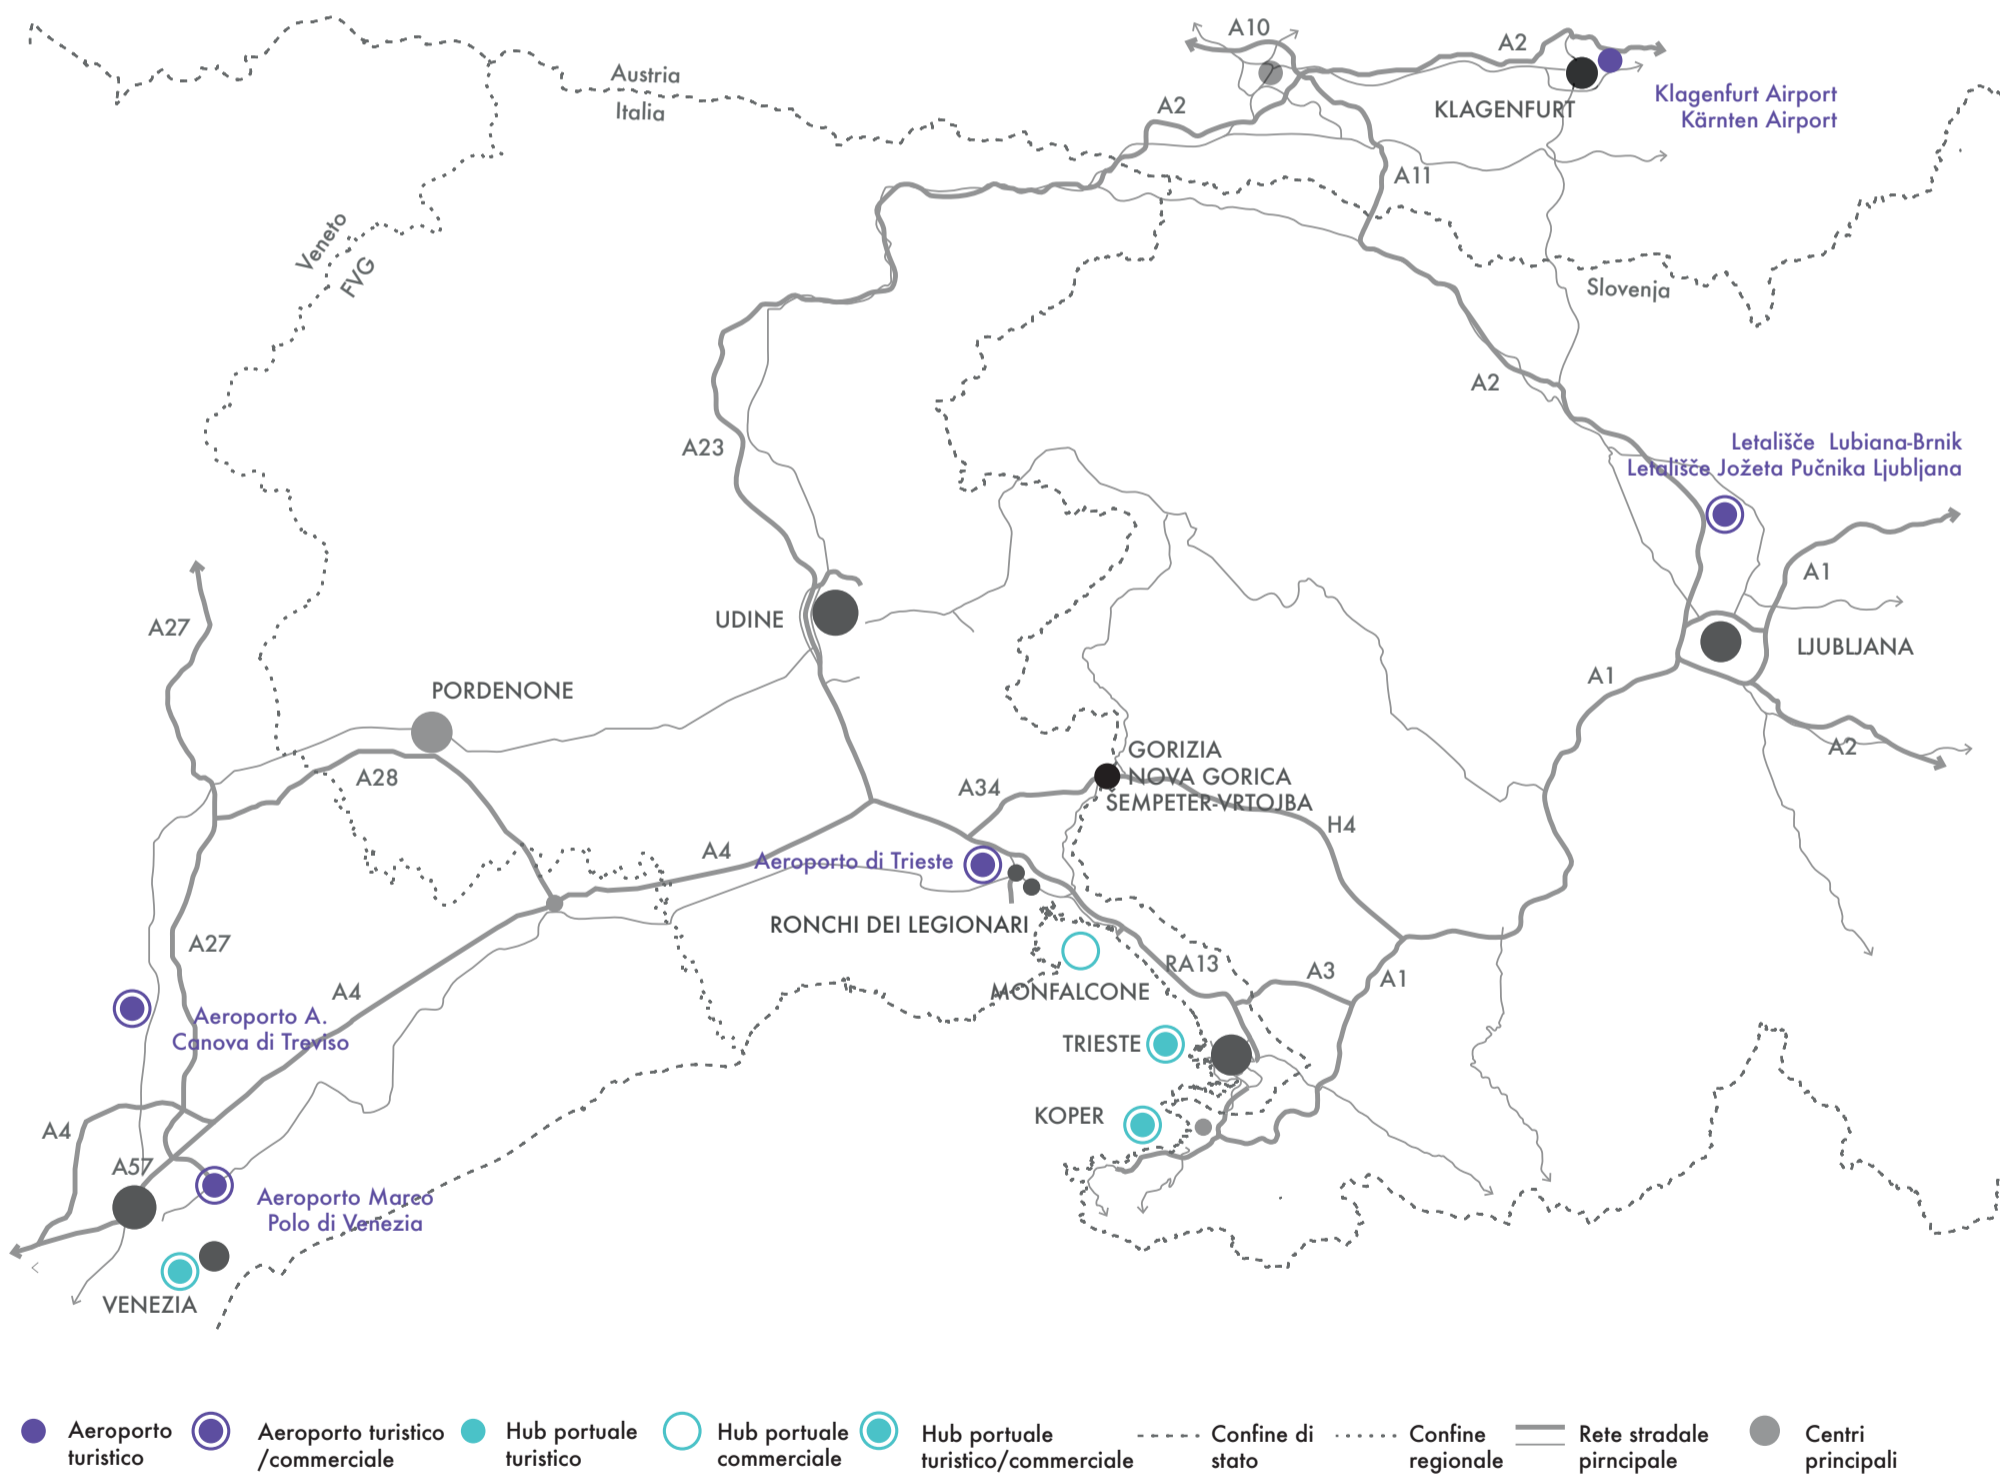 A10
A2
Austria
Italia
A2
KLAGENFURT
Klagenfurt Airport
Kärnten Airport
A11
Veneto
FVG
Slovenja
A2
A23
Letališče Lubiana-Brnik
Letališče Jožeta Pučnika Ljubljana
A1
A27
UDINE
LJUBLJANA
A1
PORDENONE
A2
A28
GORIZIA
NOVA GORICA
SEMPETER-VRTOJBA
A34
H4
A4
Aeroporto di Trieste
RONCHI DEI LEGIONARI
A27
RA13
A3
A1
A4
MONFALCONE
Aeroporto A.
Canova di Treviso
TRIESTE
KOPER
A4
A57
Aeroporto Marco
Polo di Venezia
VENEZIA
Aeroporto
turistico
Aeroporto turistico
/commerciale
Hub portuale
turistico
Hub portuale
commerciale
Hub portuale
turistico/commerciale
Confine di
stato
Confine
regionale
Rete stradale
pirncipale
Centri
principali